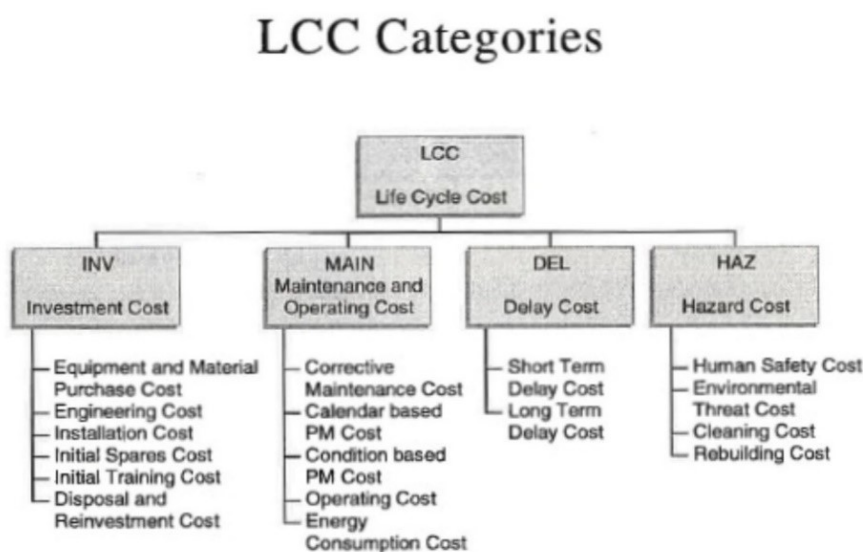 LCC Categories
LCC
Life Cycle Cost
INV
Investment Cost
Equipment and Material
Purchase Cost
Engineering Cost
Installation Cost
Initial Spares Cost
Initial Training Cost
Disposal and
Reinvestment Cost
MAIN
Maintenance and
Operating Cost
Corrective
Maintenance Cost
Calendar based
PM Cost
Condition based
PM Cost
Operating Cost
Energy
Consumption Cost
DEL
Delay Cost
Short Term
Delay Cost
Long Term
Delay Cost
HAZ
Hazard Cost
Human Safety Cost
Environmental
Threat Cost
Cleaning Cost
Rebuilding Cost